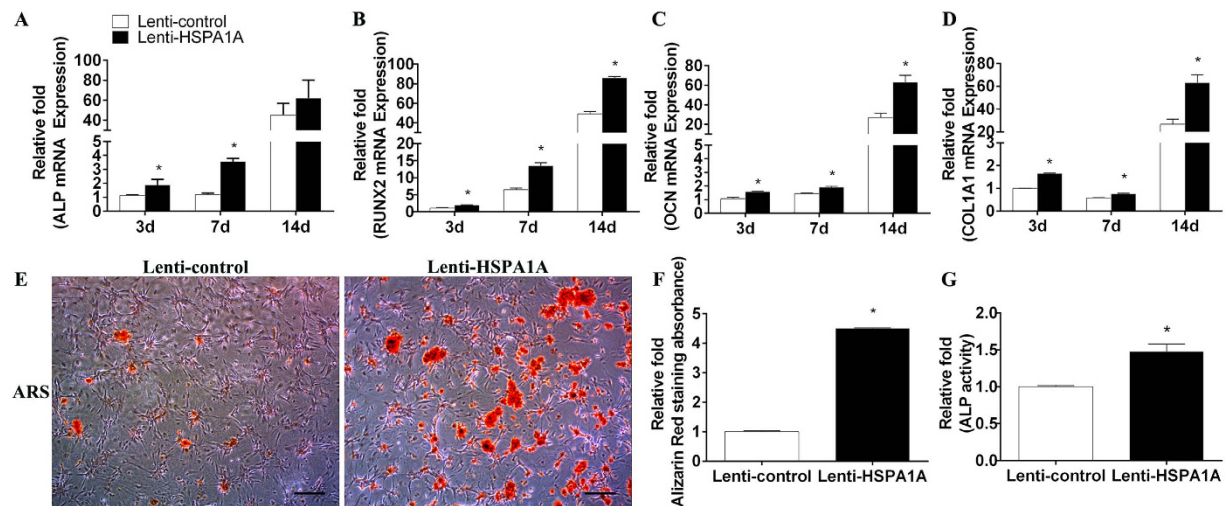 A
Lenti-control
Lenti-HSPA1A
Relative fold
(ALP mRNA Expression)
100
80
60
40
5
4
3
2
1
0
3d 7d 14d
*
*
B
Relative fold
(RUNX2 mRNA Expression)
100
80
60
40
20
15
10
5
0
3d 7d 14d
*
*
*
C
Relative fold
(OCN mRNA Expression)
80
60
40
20
5
4
3
2
1
0
3d 7d 14d
*
*
*
D
Relative fold
(COL1A1 mRNA Expression)
80
60
40
20
3
2
1
0
3d 7d 14d
*
*
*
E
Lenti-control Lenti-HSPA1A
ARS
F
Relative fold
(Alizarin Red staining absorbance)
5
4
3
2
1
0
*
Lenti-control Lenti-HSPA1A
G
Relative fold
(ALP activity)
2.0
1.5
1.0
0.5
0.0
*
Lenti-control Lenti-HSPA1A